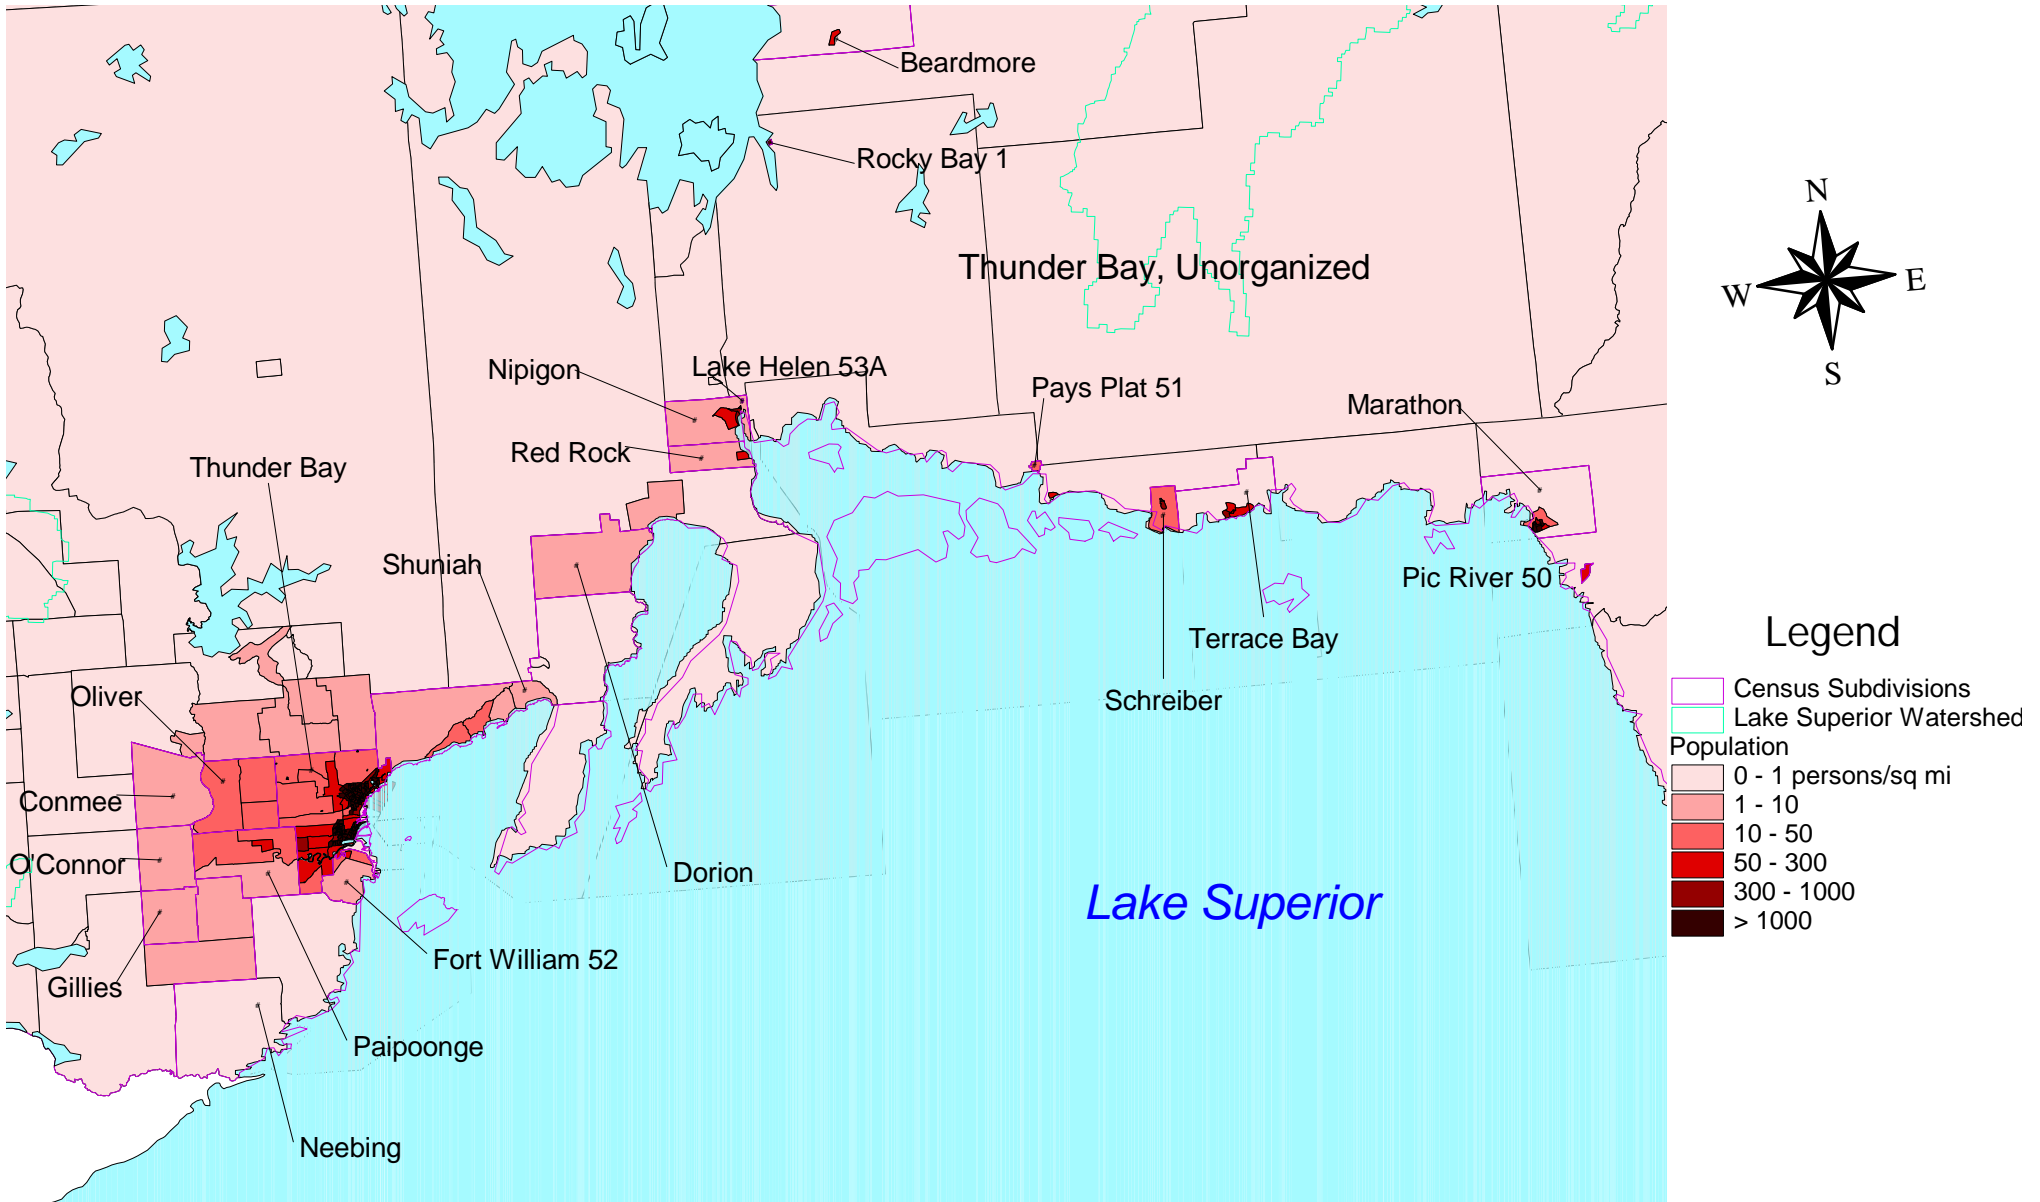 Beardmore
Rocky Bay 1
N
W
E
S
Thunder Bay, Unorganized
Nipigon
Lake Helen 53A
Pays Plat 51
Marathon
Red Rock
Thunder Bay
Shuniah
Pic River 50
Terrace Bay
Schreiber
Oliver
Conmee
O'Connor
Dorion
Lake Superior
Fort William 52
Gillies
Paipoonge
Neebing
Legend
Census Subdivisions
Lake Superior Watershed
Population
0 - 1 persons/sq mi
1 - 10
10 - 50
50 - 300
300 - 1000
> 1000